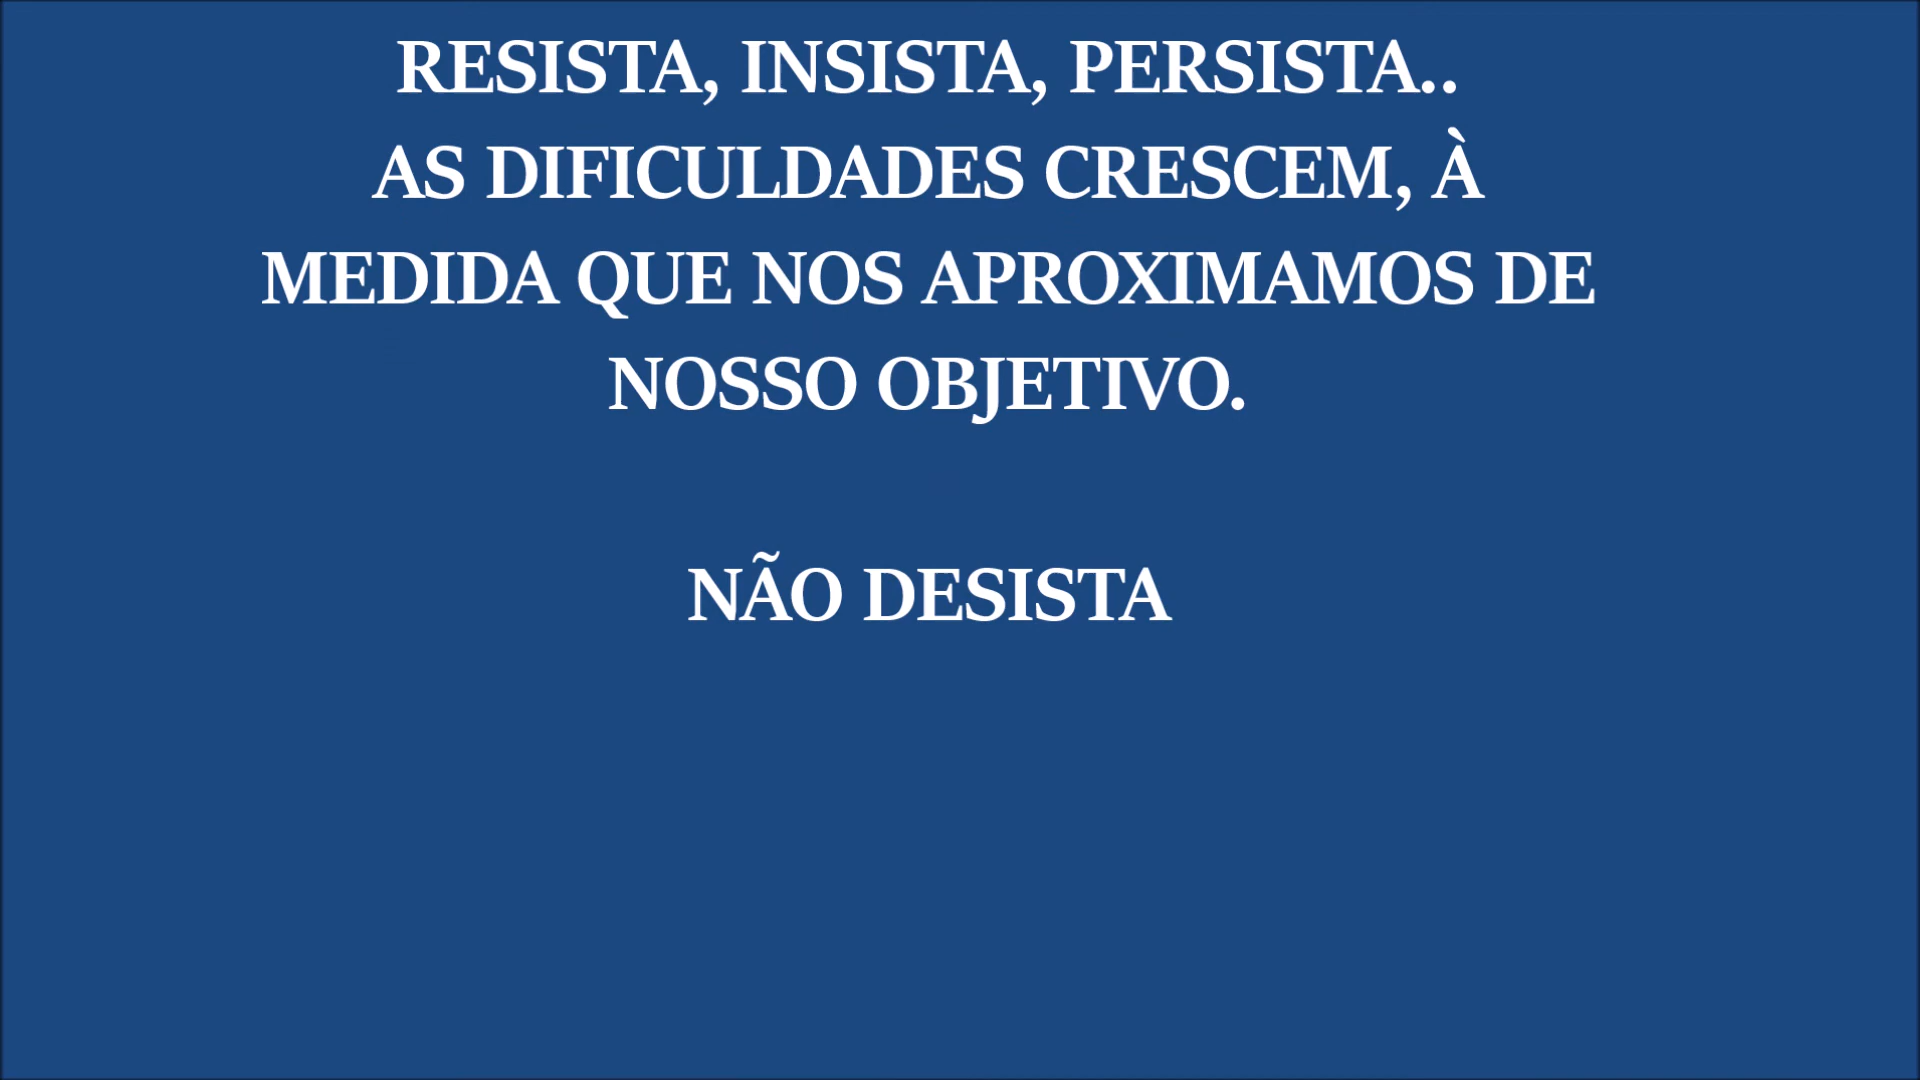 RESISTA, INSISTA, PERSISTA..
AS DIFICULDADES CRESCEM, À
MEDIDA QUE NOS APROXIMAMOS DE
NOSSO OBJETIVO.
NÃO DESISTA